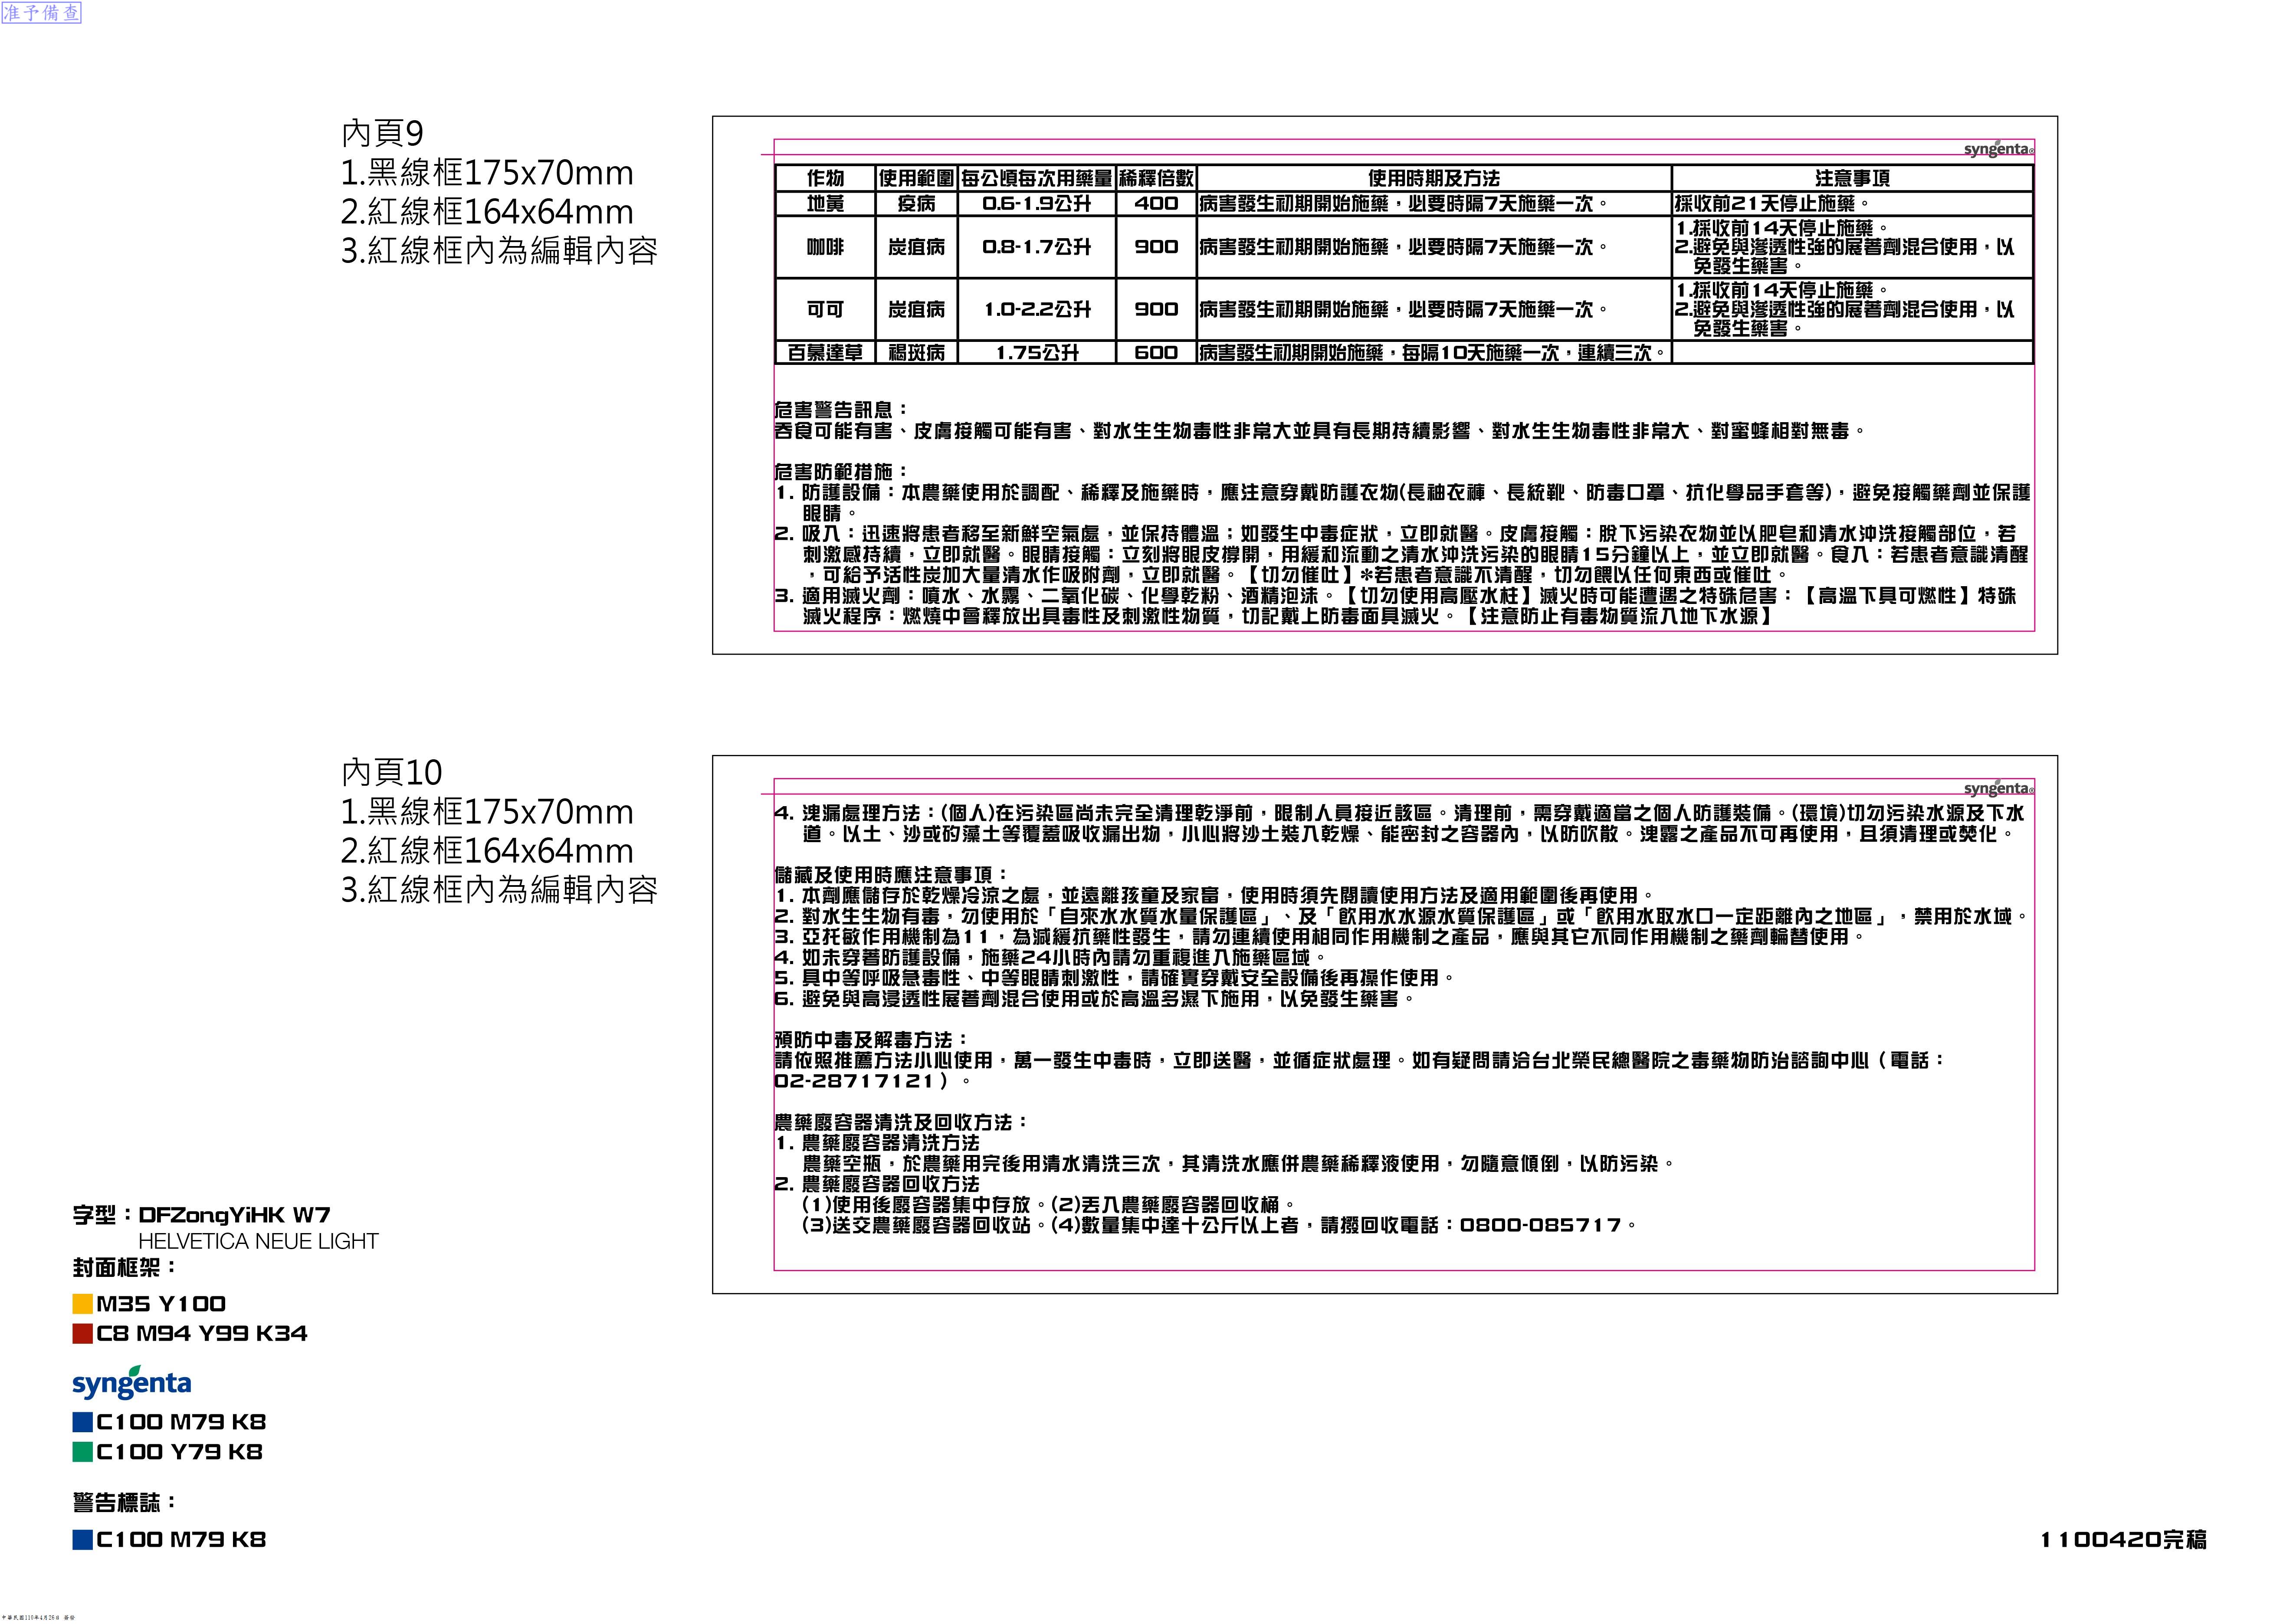 准予備查
內頁9
1.黑線框175x70mm
2.紅線框164x64mm
3.紅線框內為編輯內容
syngenta®
作物 使用範圍 每公頃每次用藥量 稀釋倍數 使用時期及方法 注意事項
地黃 疫病 0.6-1.9公升 400 病害發生初期開始施藥，必要時隔7天施藥一次。 採收前21天停止施藥。
咖啡 炭疽病 0.8-1.7公升 900 病害發生初期開始施藥，必要時隔7天施藥一次。 1.採收前14天停止施藥。
2.避免與滲透性強的展著劑混合使用，以
免發生藥害。
可可 炭疽病 1.0-2.2公升 900 病害發生初期開始施藥，必要時隔7天施藥一次。 1.採收前14天停止施藥。
2.避免與滲透性強的展著劑混合使用，以
免發生藥害。
百慕達草 褐斑病 1.75公升 600 病害發生初期開始施藥，每隔10天施藥一次，連續三次。
危害警告訊息：
吞食可能有害、皮膚接觸可能有害、對水生生物毒性非常大並具有長期持續影響、對水生生物毒性非常大、對蜜蜂相對無毒。
危害防範措施：
1. 防護設備：本農藥使用於調配、稀釋及施藥時，應注意穿戴防護衣物(長袖衣褲、長統靴、防毒口罩、抗化學品手套等)，避免接觸藥劑並保護
眼睛。
2. 吸入：迅速將患者移至新鮮空氣處，並保持體溫；如發生中毒症狀，立即就醫。皮膚接觸：脫下污染衣物並以肥皂和清水沖洗接觸部位，若
刺激感持續，立即就醫。眼睛接觸：立刻將眼皮撐開，用緩和流動之清水沖洗污染的眼睛15分鐘以上，並立即就醫。食入：若患者意識清醒
，可給予活性炭加大量清水作吸附劑，立即就醫。【切勿催吐】*若患者意識不清醒，切勿餵以任何東西或催吐。
3. 適用滅火劑：噴水、水霧、二氧化碳、化學乾粉、酒精泡沫。【切勿使用高壓水柱】滅火時可能遭遇之特殊危害：【高溫下具可燃性】特殊
滅火程序：燃燒中會釋放出具毒性及刺激性物質，切記戴上防毒面具滅火。【注意防止有毒物質流入地下水源】
內頁10
1.黑線框175x70mm
2.紅線框164x64mm
3.紅線框內為編輯內容
syngenta®
4. 洩漏處理方法：(個人)在污染區尚未完全清理乾淨前，限制人員接近該區。清理前，需穿戴適當之個人防護裝備。(環境)切勿污染水源及下水
道。以土、沙或矽藻土等覆蓋吸收漏出物，小心將沙土裝入乾燥、能密封之容器內，以防吹散。洩露之產品不可再使用，且須清理或焚化。
儲藏及使用時應注意事項：
1. 本劑應儲存於乾燥冷涼之處，並遠離孩童及家畜，使用時須先閱讀使用方法及適用範圍後再使用。
2. 對水生生物有毒，勿使用於「自來水水質水量保護區」、及「飲用水水源水質保護區」或「飲用水取水口一定距離內之地區」，禁用於水域。
3. 亞托敏作用機制為11，為減緩抗藥性發生，請勿連續使用相同作用機制之產品，應與其它不同作用機制之藥劑輪替使用。
4. 如未穿著防護設備，施藥24小時內請勿重複進入施藥區域。
5. 具中等呼吸急毒性、中等眼睛刺激性，請確實穿戴安全設備後再操作使用。
6. 避免與高浸透性展著劑混合使用或於高溫多濕下施用，以免發生藥害。
預防中毒及解毒方法：
請依照推薦方法小心使用，萬一發生中毒時，立即送醫，並循症狀處理。如有疑問請洽台北榮民總醫院之毒藥物防治諮詢中心（電話：
02-28717121）。
農藥廢容器清洗及回收方法：
1. 農藥廢容器清洗方法
農藥空瓶，於農藥用完後用清水清洗三次，其清洗水應併農藥稀釋液使用，勿隨意傾倒，以防污染。
2. 農藥廢容器回收方法
(1)使用後廢容器集中存放。(2)丟入農藥廢容器回收桶。
(3)送交農藥廢容器回收站。(4)數量集中達十公斤以上者，請撥回收電話：0800-085717。
字型：DFZongYiHK W7
HELVETICA NEUE LIGHT
封面框架：
M35 Y100
C8 M94 Y99 K34
syngenta
C100 M79 K8
C100 Y79 K8
警告標誌：
C100 M79 K8
1100420完稿
中華民國110年4月26日